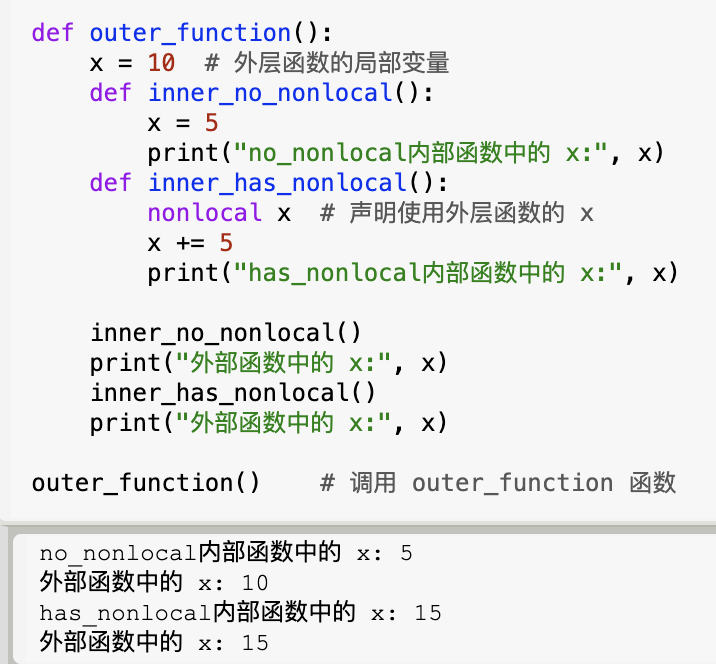 def outer_function():
    x = 10  # 外层函数的局部变量
    def inner_no_nonlocal():
        x = 5
        print("no_nonlocal内部函数中的 x:", x)
    def inner_has_nonlocal():
        nonlocal x  # 声明使用外层函数的 x
        x += 5
        print("has_nonlocal内部函数中的 x:", x)

    inner_no_nonlocal()
    print("外部函数中的 x:", x)
    inner_has_nonlocal()
    print("外部函数中的 x:", x)

outer_function()    # 调用 outer_function 函数
no_nonlocal内部函数中的 x: 5
外部函数中的 x: 10
has_nonlocal内部函数中的 x: 15
外部函数中的 x: 15